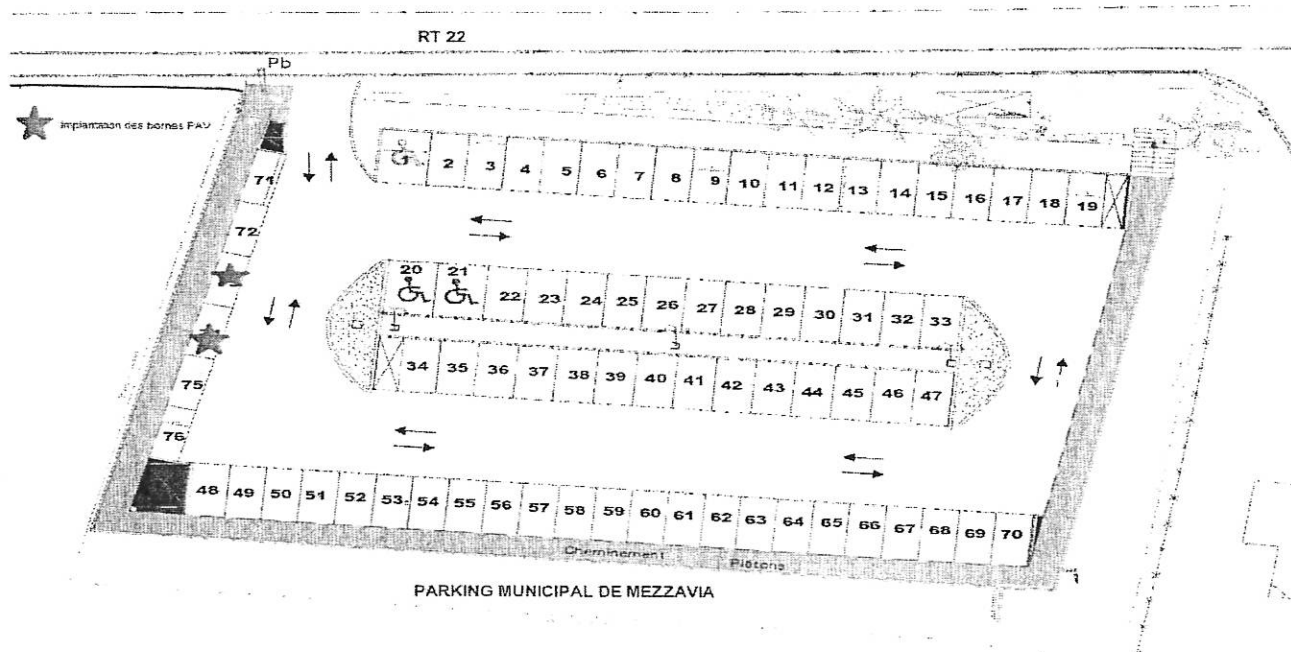 RT 22
Pb
Implantation des bornes PAV
1 2 3 4 5 6 7 8 9 10 11 12 13 14 15 16 17 18 19
71
72
20 21 22 23 24 25 26 27 28 29 30 31 32 33
34 35 36 37 38 39 40 41 42 43 44 45 46 47
75
76
48 49 50 51 52 53 54 55 56 57 58 59 60 61 62 63 64 65 66 67 68 69 70
Cheminement Piétons
PARKING MUNICIPAL DE MEZZAVIA